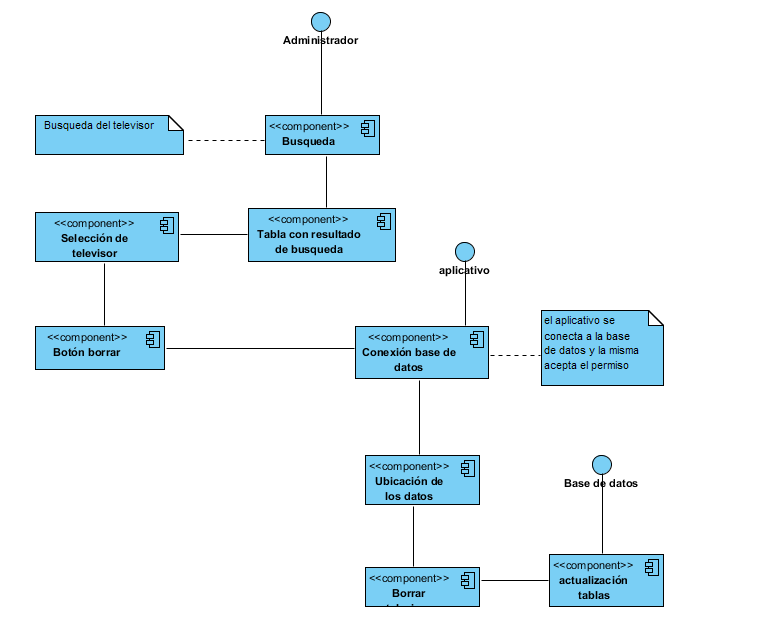 Administrador
Busqueda del televisor
<<component>>
Busqueda
<<component>>
Selección de
televisor
<<component>>
Tabla con resultado
de busqueda
aplicativo
<<component>>
Botón borrar
<<component>>
Conexión base de
datos
el aplicativo se
conecta a la base
de datos y la misma
acepta el permiso
<<component>>
Ubicación de
los datos
Base de datos
<<component>>
Borrar
<<component>>
actualización
tablas